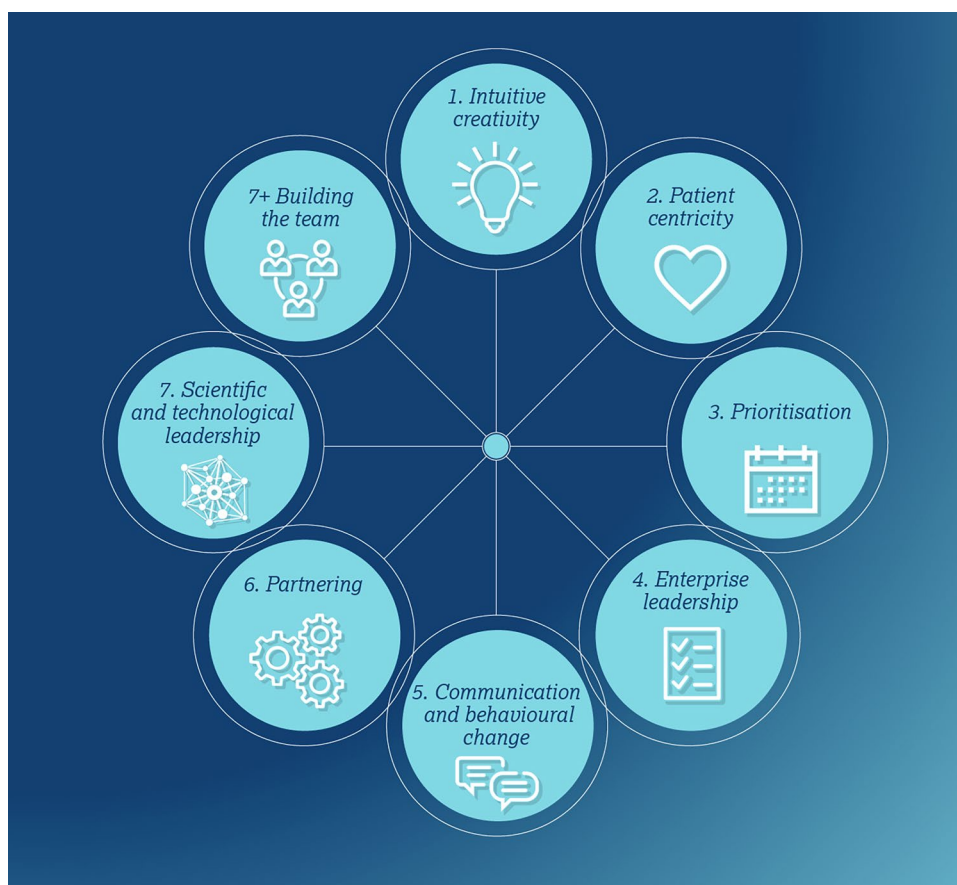 1. Intuitive
creativity
2. Patient
centricity
3. Prioritisation
4. Enterprise
leadership
5. Communication
and behavioural
change
6. Partnering
7. Scientific
and technological
leadership
7+ Building
the team